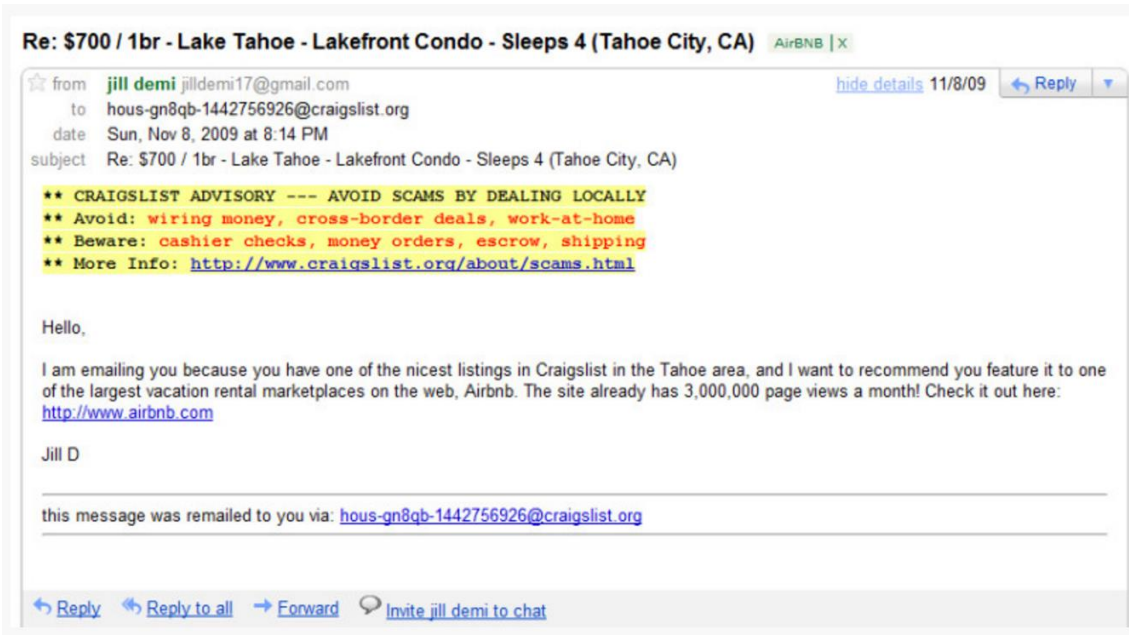 Re: $700 / 1br - Lake Tahoe - Lakefront Condo - Sleeps 4 (Tahoe City, CA) AirBNB | X
from jill demi jilldemi17@gmail.com hide details 11/8/09 Reply
to hous-gn8qb-1442756926@craigslist.org
date Sun, Nov 8, 2009 at 8:14 PM
subject Re: $700 / 1br - Lake Tahoe - Lakefront Condo - Sleeps 4 (Tahoe City, CA)
** CRAIGSLIST ADVISORY --- AVOID SCAMS BY DEALING LOCALLY
** Avoid: wiring money, cross-border deals, work-at-home
** Beware: cashier checks, money orders, escrow, shipping
** More Info: http://www.craigslist.org/about/scams.html
Hello,
I am emailing you because you have one of the nicest listings in Craigslist in the Tahoe area, and I want to recommend you feature it to one
of the largest vacation rental marketplaces on the web, Airbnb. The site already has 3,000,000 page views a month! Check it out here:
http://www.airbnb.com
Jill D
this message was remailed to you via: hous-gn8qb-1442756926@craigslist.org
Reply Reply to all Forward Invite jill demi to chat